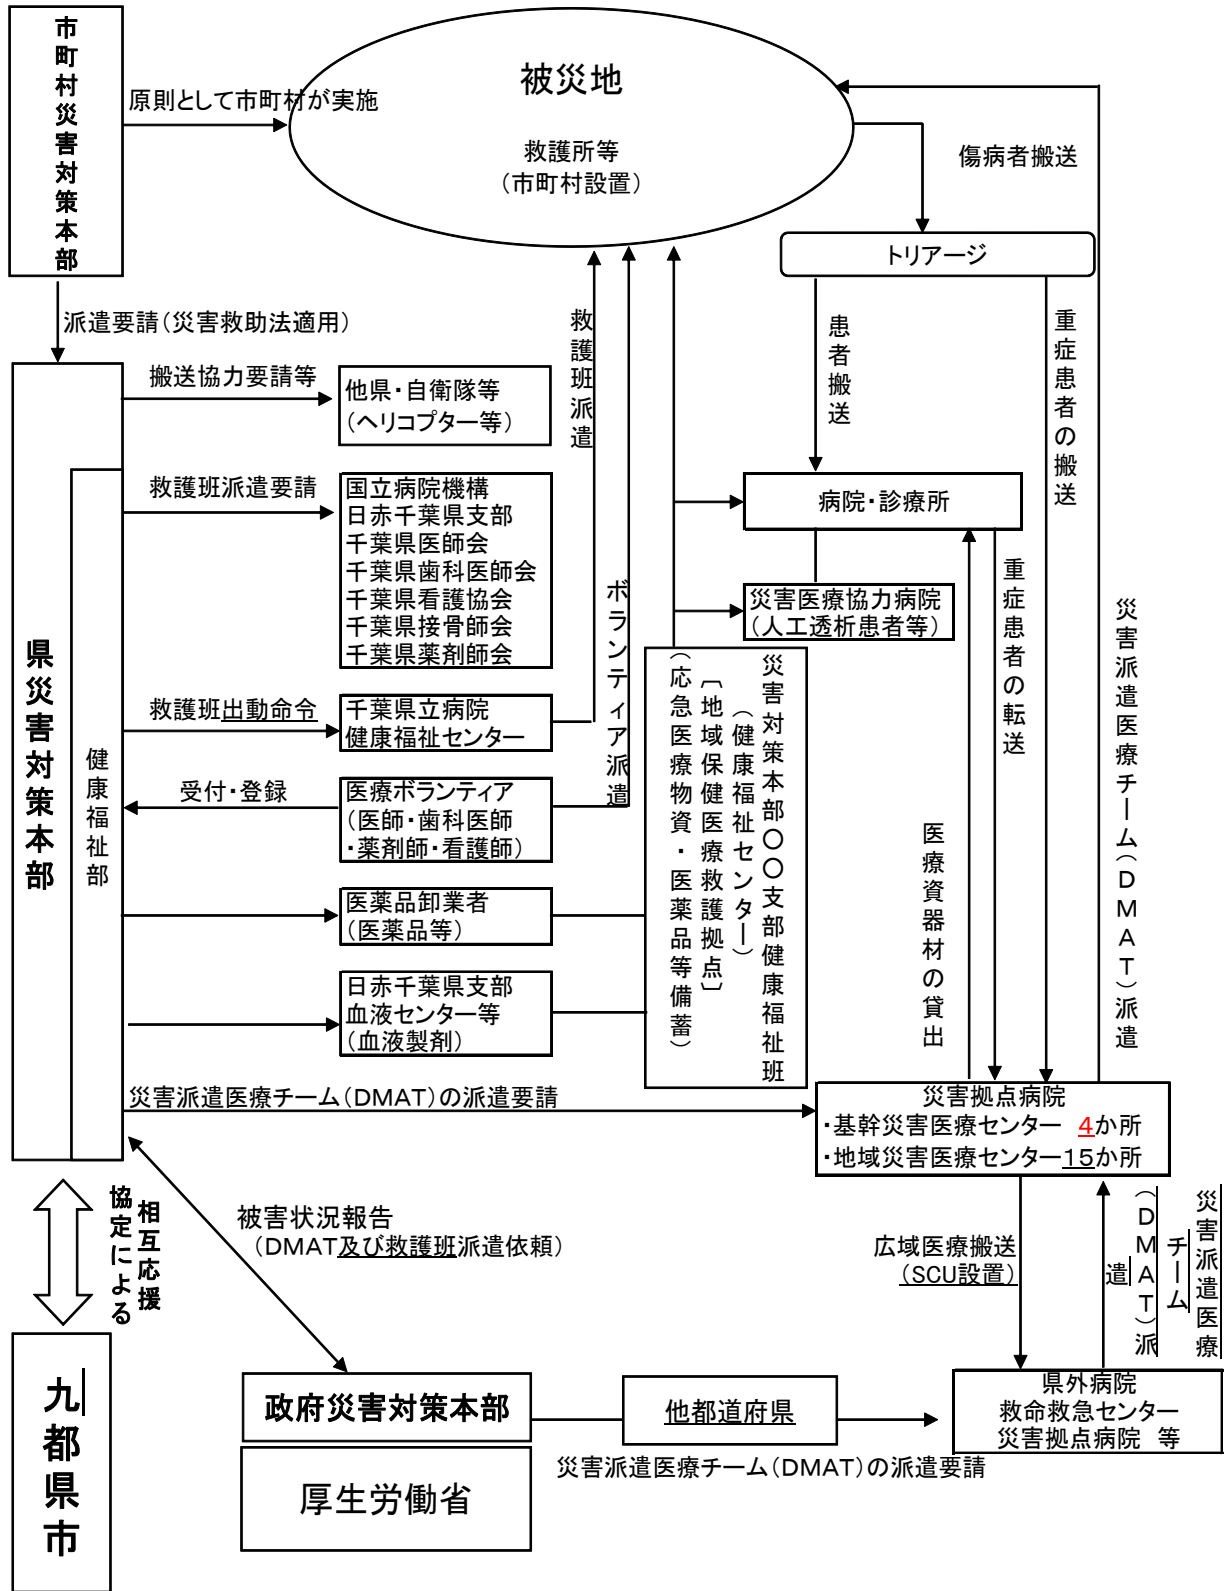 市町村災害対策本部
原則として市町村が実施
被災地
救護所等
(市町村設置)
傷病者搬送
トリアージ
派遣要請(災害救助法適用)
搬送協力要請等
他県・自衛隊等
(ヘリコプター等)
救護班派遣
患者搬送
重症患者の搬送
県災害対策本部
健康福祉部
救護班派遣要請
国立病院機構
日赤千葉県支部
千葉県医師会
千葉県歯科医師会
千葉県看護協会
千葉県接骨師会
千葉県薬剤師会
病院・診療所
災害医療協力病院
(人工透析患者等)
ボランティア派遣
重症患者の転送
災害派遣医療チーム(DMAT)派遣
救護班出動命令
千葉県立病院
健康福祉センター
受付・登録
医療ボランティア
(医師・歯科医師
・薬剤師・看護師)
災害対策本部〇〇支部健康福祉班
(健康福祉センター)
〔地域保健医療救護拠点〕
(応急医療物資・医薬品等備蓄)
医療資器材の貸出
医薬品卸業者
(医薬品等)
日赤千葉県支部
血液センター等
(血液製剤)
災害派遣医療チーム(DMAT)の派遣要請
災害拠点病院
・基幹災害医療センター 4か所
・地域災害医療センター15か所
相互応援
協定による
被害状況報告
(DMAT及び救護班派遣依頼)
広域医療搬送
(SCU設置)
災害派遣医療
チーム
(DMAT)派
遣
九都県市
政府災害対策本部
厚生労働省
他都道府県
災害派遣医療チーム(DMAT)の派遣要請
県外病院
救命救急センター
災害拠点病院 等